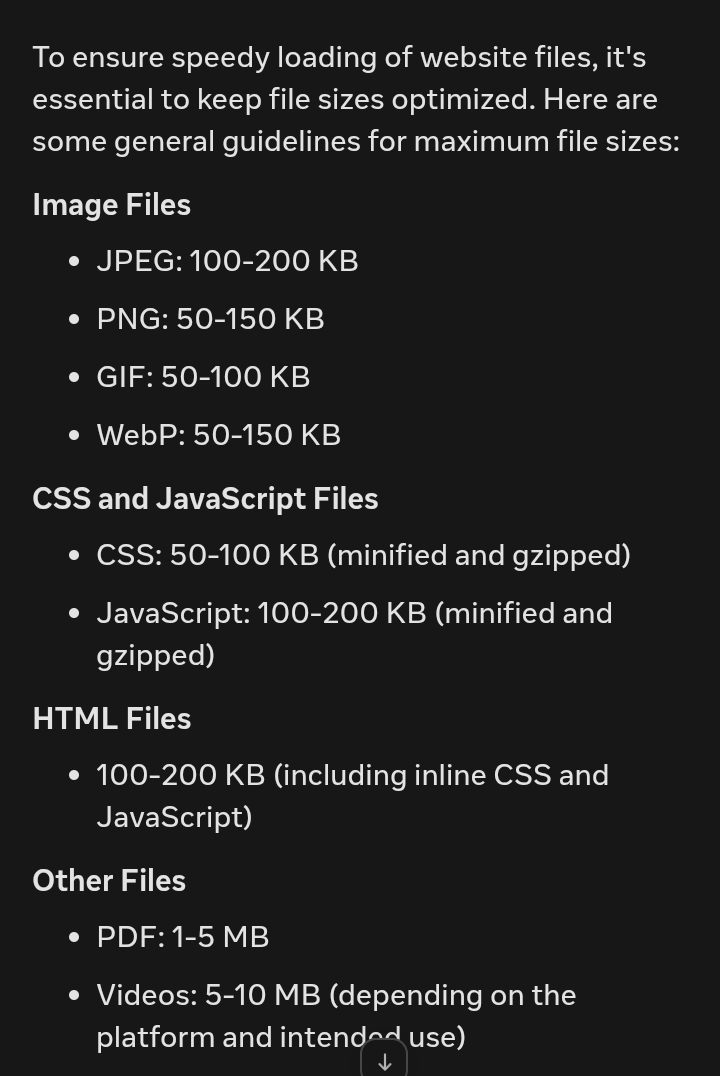 To ensure speedy loading of website files, it's
essential to keep file sizes optimized. Here are
some general guidelines for maximum file sizes:
Image Files
• JPEG: 100-200 KB
• PNG: 50-150 KB
• GIF: 50-100 KB
• WebP: 50-150 KB
CSS and JavaScript Files
• CSS: 50-100 KB (minified and gzipped)
• JavaScript: 100-200 KB (minified and
gzipped)
HTML Files
• 100-200 KB (including inline CSS and
JavaScript)
Other Files
• PDF: 1-5 MB
• Videos: 5-10 MB (depending on the
platform and intended use)